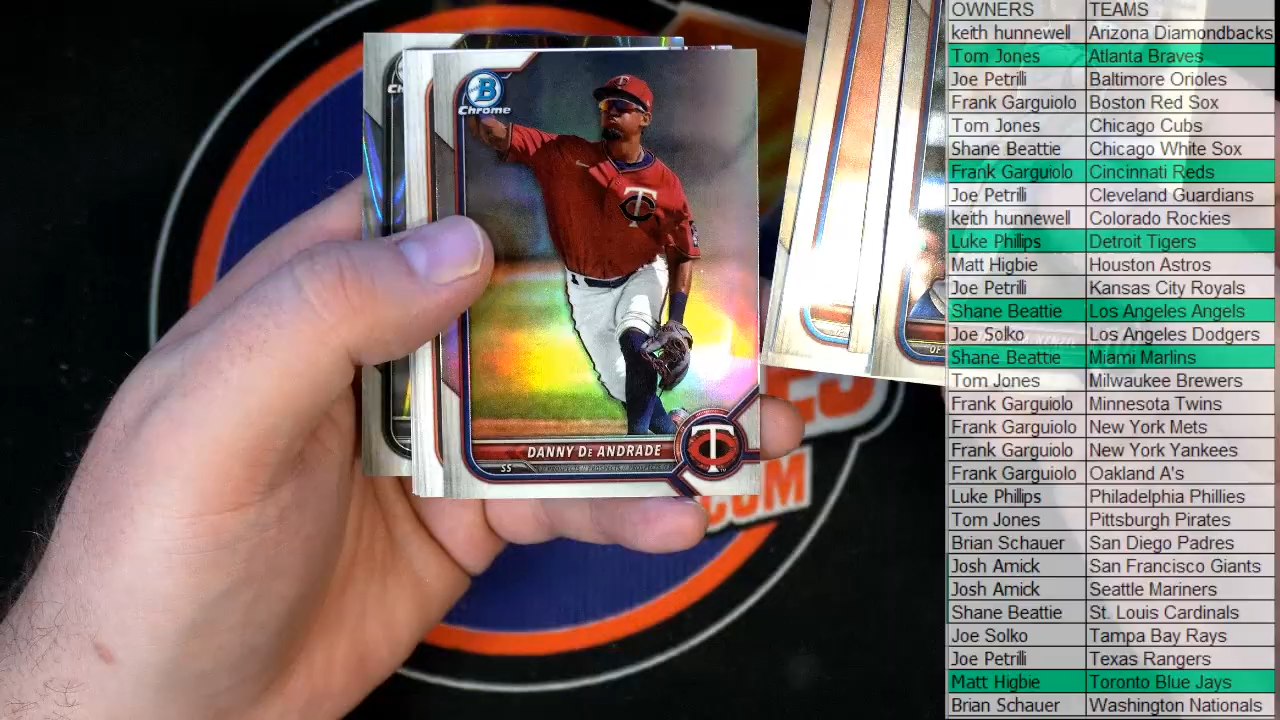 B
Chrome
Ch
T
T
DANNY De ANDRADE
SS
PROSPECTS // PROSPECTS // PROSPECTS
T
OF
.COM
OWNERS TEAMS
keith hunnewell Arizona Diamondbacks
Tom Jones Atlanta Braves
Joe Petrilli Baltimore Orioles
Frank Garguiolo Boston Red Sox
Tom Jones Chicago Cubs
Shane Beattie Chicago White Sox
Frank Garguiolo Cincinnati Reds
Joe Petrilli Cleveland Guardians
keith hunnewell Colorado Rockies
Luke Phillips Detroit Tigers
Matt Higbie Houston Astros
Joe Petrilli Kansas City Royals
Shane Beattie Los Angeles Angels
Joe Solko Los Angeles Dodgers
Shane Beattie Miami Marlins
Tom Jones Milwaukee Brewers
Frank Garguiolo Minnesota Twins
Frank Garguiolo New York Mets
Frank Garguiolo New York Yankees
Frank Garguiolo Oakland A's
Luke Phillips Philadelphia Phillies
Tom Jones Pittsburgh Pirates
Brian Schauer San Diego Padres
Josh Amick San Francisco Giants
Josh Amick Seattle Mariners
Shane Beattie St. Louis Cardinals
Joe Solko Tampa Bay Rays
Joe Petrilli Texas Rangers
Matt Higbie Toronto Blue Jays
Brian Schauer Washington Nationals